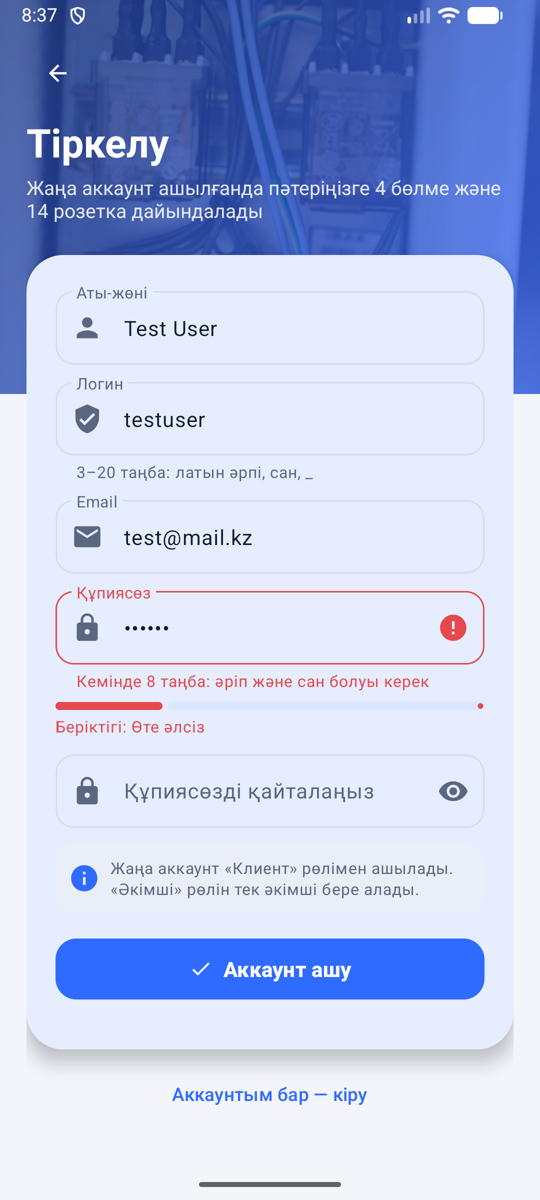 8:37
Тіркелу
Жаңа аккаунт ашылғанда пәтеріңізге 4 бөлме және
14 розетка дайындалады
Аты-жөні
Test User
Логин
testuser
3–20 таңба: латын әрпі, сан, _
Email
test@mail.kz
Құпиясөз
••••••
Кемінде 8 таңба: әріп және сан болуы керек
Беріктігі: Өте әлсіз
Құпиясөзді қайталаңыз
Жаңа аккаунт «Клиент» рөлімен ашылады.
«Әкімші» рөлін тек әкімші бере алады.
Аккаунт ашу
Аккаунтым бар — кіру